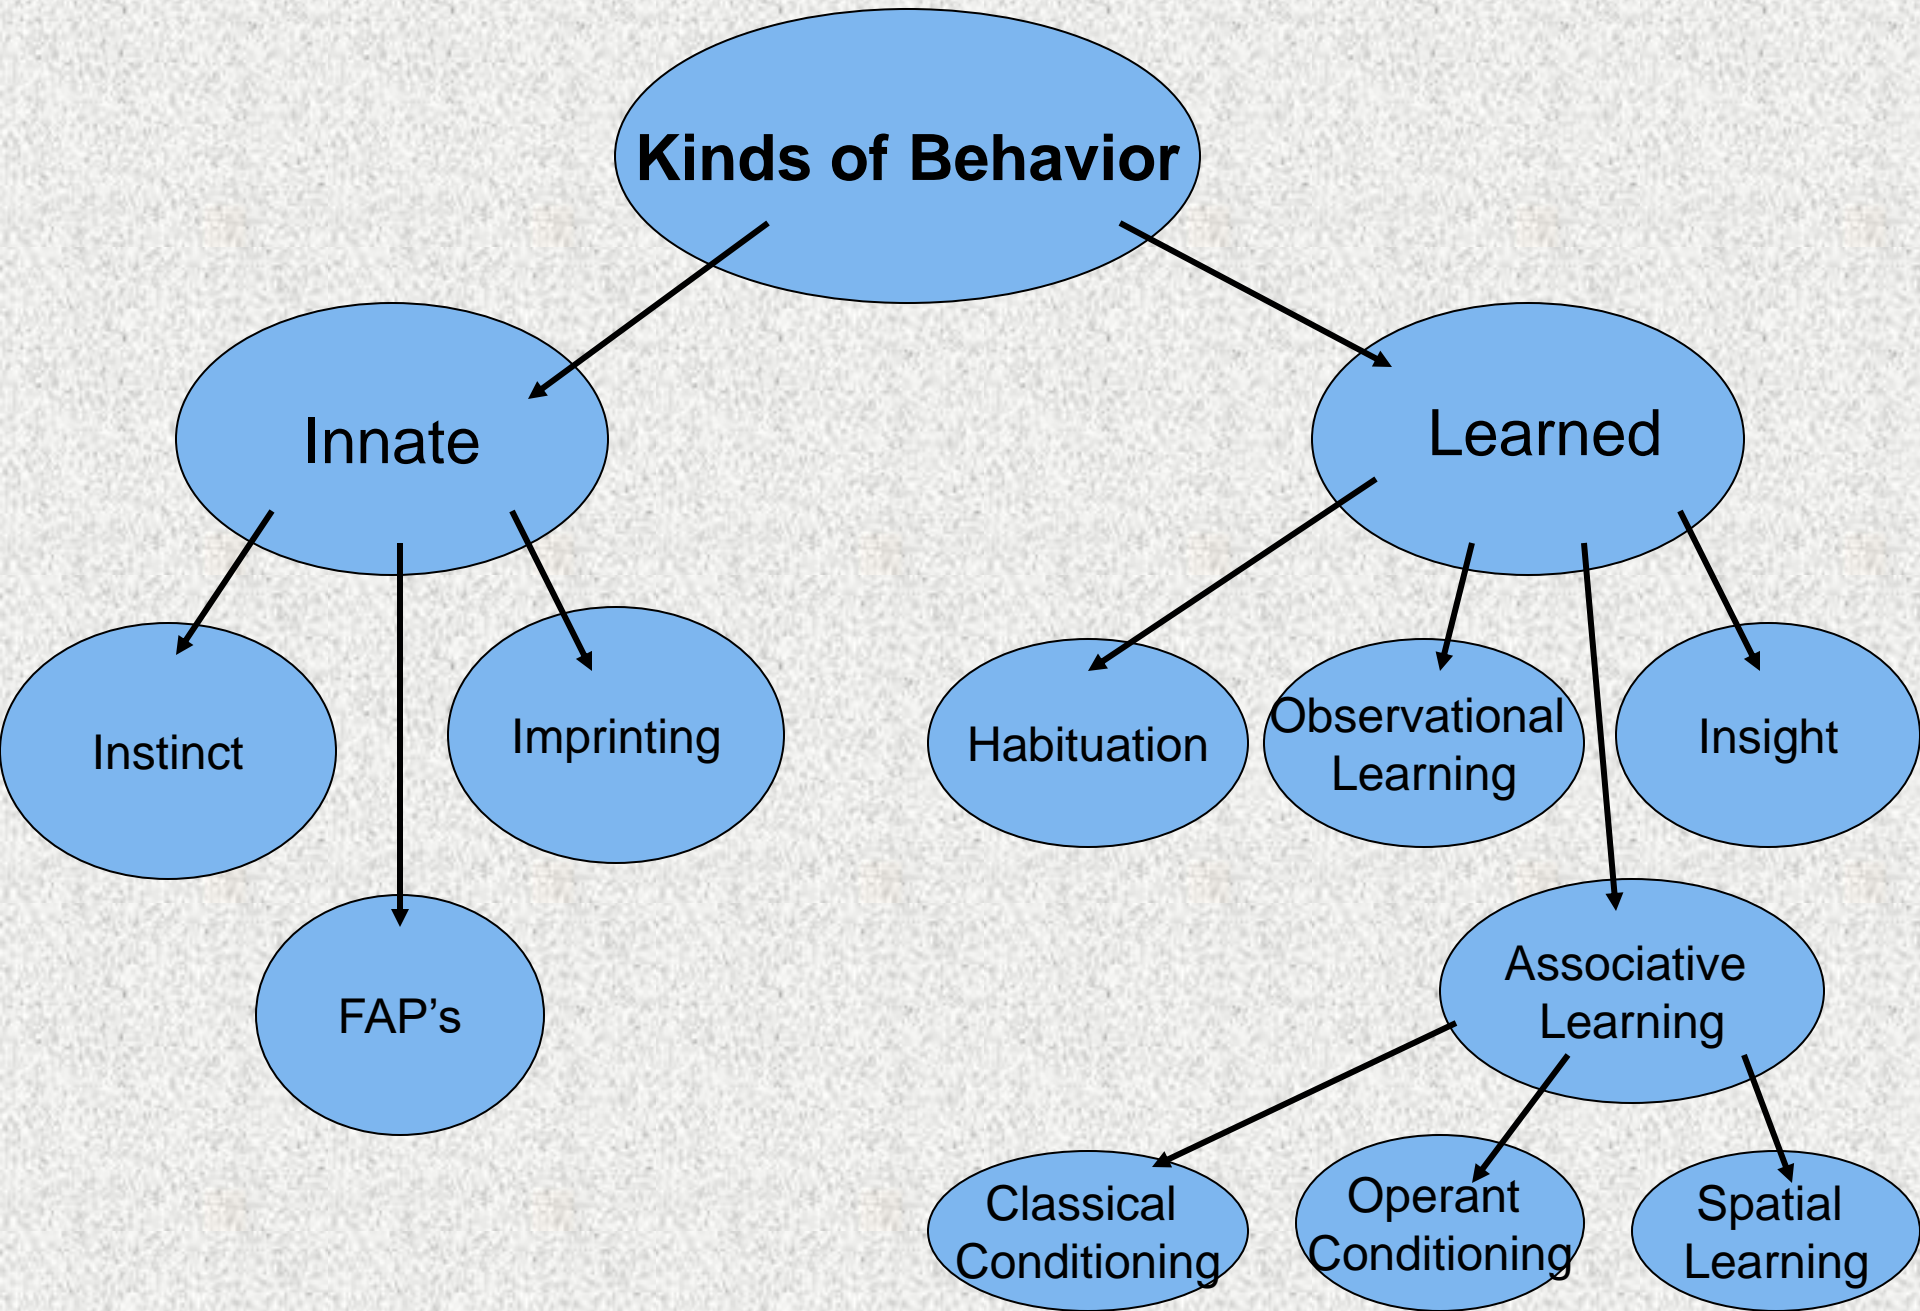 Kinds of Behavior
Innate
Learned
Instinct
Imprinting
Habituation
Observational
Learning
Insight
FAP’s
Associative
Learning
Classical
Conditioning
Operant
Conditioning
Spatial
Learning